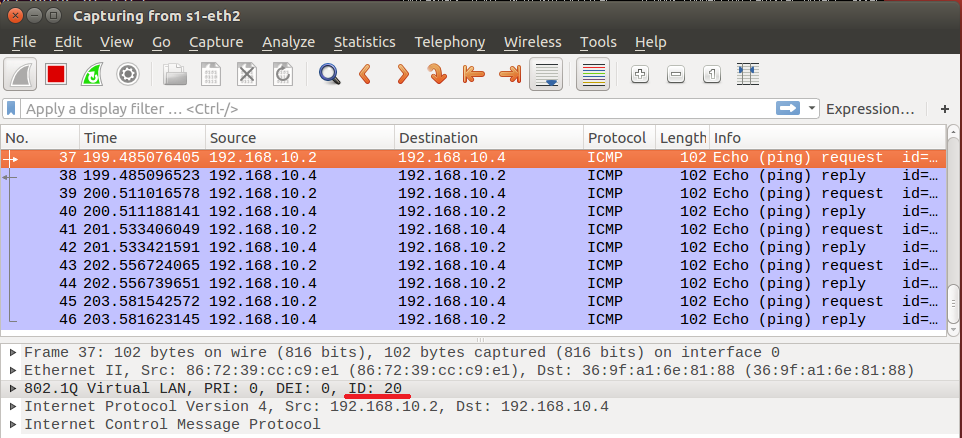 Capturing from s1-eth2
File Edit View Go Capture Analyze Statistics Telephony Wireless Tools Help
Apply a display filter … <Ctrl-/> Expression… +
No. Time Source Destination Protocol Length Info
37 199.485076405 192.168.10.2 192.168.10.4 ICMP 102 Echo (ping) request id=…
38 199.485096523 192.168.10.4 192.168.10.2 ICMP 102 Echo (ping) reply id=…
39 200.511016578 192.168.10.2 192.168.10.4 ICMP 102 Echo (ping) request id=…
40 200.511188141 192.168.10.4 192.168.10.2 ICMP 102 Echo (ping) reply id=…
41 201.533406049 192.168.10.2 192.168.10.4 ICMP 102 Echo (ping) request id=…
42 201.533421591 192.168.10.4 192.168.10.2 ICMP 102 Echo (ping) reply id=…
43 202.556724065 192.168.10.2 192.168.10.4 ICMP 102 Echo (ping) request id=…
44 202.556739651 192.168.10.4 192.168.10.2 ICMP 102 Echo (ping) reply id=…
45 203.581542572 192.168.10.2 192.168.10.4 ICMP 102 Echo (ping) request id=…
46 203.581623145 192.168.10.4 192.168.10.2 ICMP 102 Echo (ping) reply id=…
Frame 37: 102 bytes on wire (816 bits), 102 bytes captured (816 bits) on interface 0
Ethernet II, Src: 86:72:39:cc:c9:e1 (86:72:39:cc:c9:e1), Dst: 36:9f:a1:6e:81:88 (36:9f:a1:6e:81:88)
802.1Q Virtual LAN, PRI: 0, DEI: 0, ID: 20
Internet Protocol Version 4, Src: 192.168.10.2, Dst: 192.168.10.4
Internet Control Message Protocol